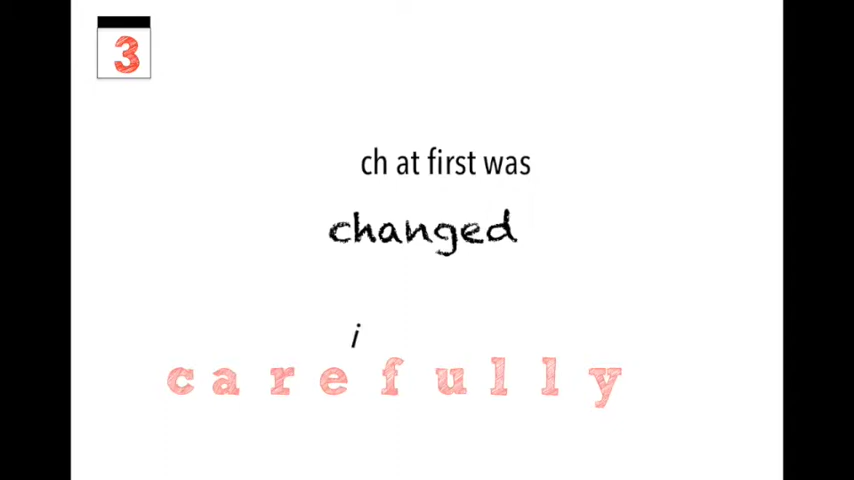 3
ch at first was
changed
i
carefully